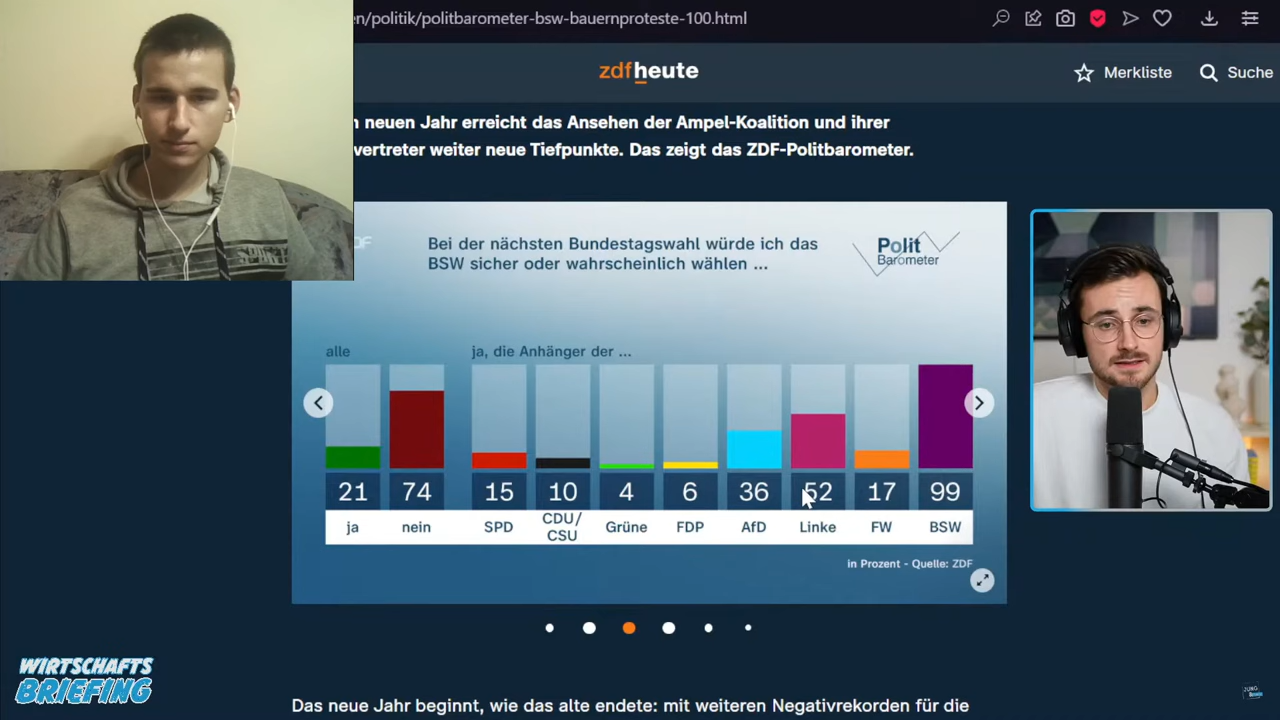 en/politik/politbarometer-bsw-bauernproteste-100.html
zdfheute
Merkliste
Suche
neuen Jahr erreicht das Ansehen der Ampel-Koalition und ihrer
vertreter weiter neue Tiefpunkte. Das zeigt das ZDF-Politbarometer.
DF
Bei der nächsten Bundestagswahl würde ich das
BSW sicher oder wahrscheinlich wählen ...
Polit
Barometer
alle
ja, die Anhänger der ...
21 74 15 10 4 6 36 52 17 99
ja nein SPD CDU/ Grüne FDP AfD Linke FW BSW
CSU
in Prozent - Quelle: ZDF
WIRTSCHAFTS
BRIEFING
Das neue Jahr beginnt, wie das alte endete: mit weiteren Negativrekorden für die